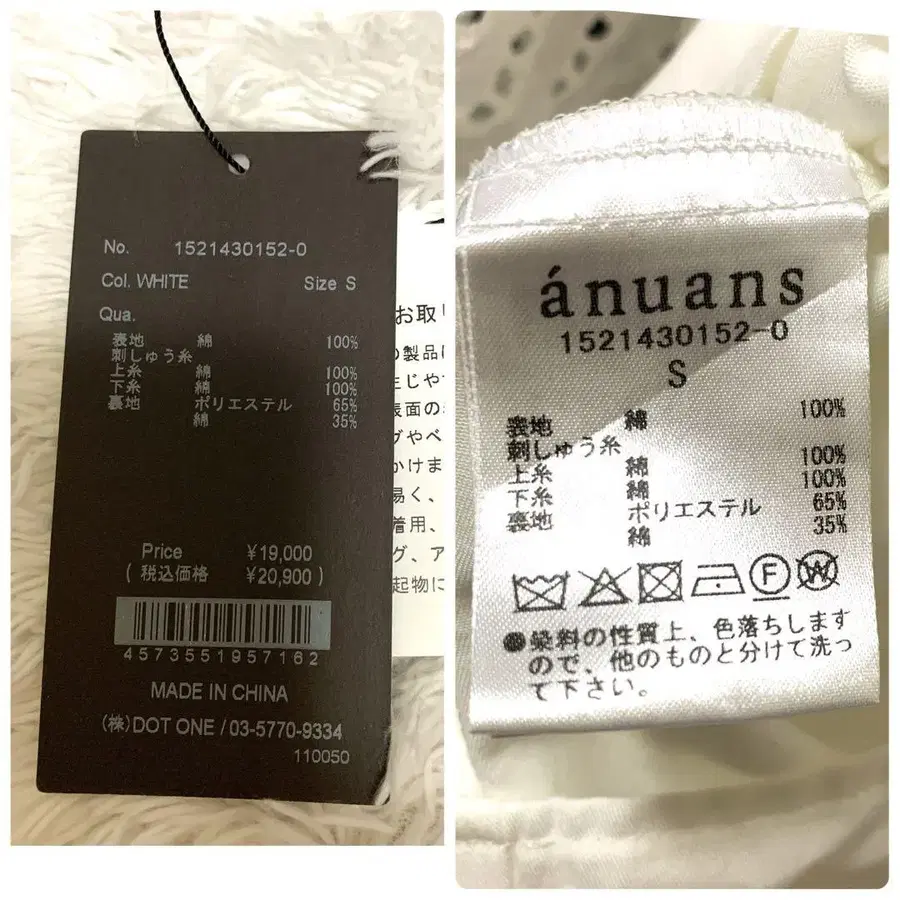 No. 1521430152-0
Col. WHITE Size S
Qua.
表地 綿 100%
刺しゅう糸
上糸 綿 100%
下糸 綿 100%
裏地 ポリエステル 65%
綿 35%
Price ¥19,000
(税込価格 ¥20,900)
4573551957162
MADE IN CHINA
(株)DOT ONE / 03-5770-9334
110050
お取
製品
生じや
表面の
グやベ
かけま
易く、
着用、
グ、ア
起物に
ánuans
1521430152-0
S
表地 綿 100%
刺しゅう糸
上糸 綿 100%
下糸 綿 100%
裏地 ポリエステル 65%
綿 35%
F W
●染料の性質上、色落ちします
ので、他のものと分けて洗っ
て下さい。